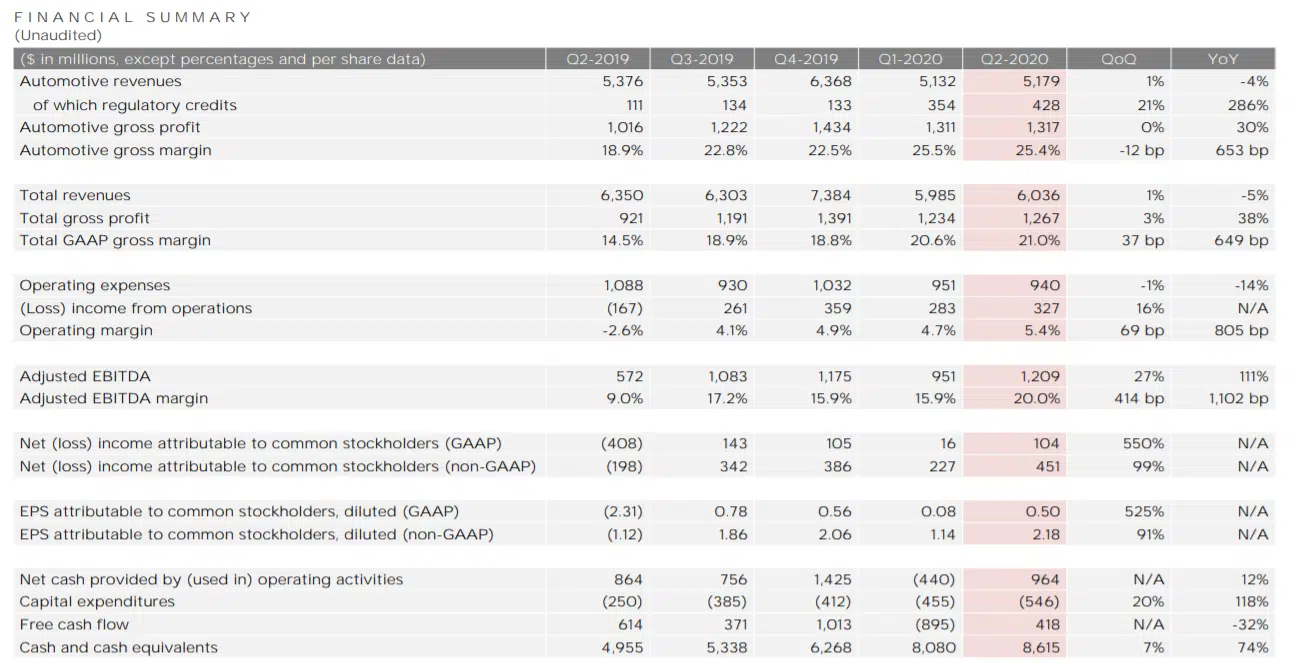 FINANCIAL SUMMARY
(Unaudited)
($ in millions, except percentages and per share data) Q2-2019 Q3-2019 Q4-2019 Q1-2020 Q2-2020 QoQ YoY
Automotive revenues 5,376 5,353 6,368 5,132 5,179 1% -4%
of which regulatory credits 111 134 133 354 428 21% 286%
Automotive gross profit 1,016 1,222 1,434 1,311 1,317 0% 30%
Automotive gross margin 18.9% 22.8% 22.5% 25.5% 25.4% -12 bp 653 bp
Total revenues 6,350 6,303 7,384 5,985 6,036 1% -5%
Total gross profit 921 1,191 1,391 1,234 1,267 3% 38%
Total GAAP gross margin 14.5% 18.9% 18.8% 20.6% 21.0% 37 bp 649 bp
Operating expenses 1,088 930 1,032 951 940 -1% -14%
(Loss) income from operations (167) 261 359 283 327 16% N/A
Operating margin -2.6% 4.1% 4.9% 4.7% 5.4% 69 bp 805 bp
Adjusted EBITDA 572 1,083 1,175 951 1,209 27% 111%
Adjusted EBITDA margin 9.0% 17.2% 15.9% 15.9% 20.0% 414 bp 1,102 bp
Net (loss) income attributable to common stockholders (GAAP) (408) 143 105 16 104 550% N/A
Net (loss) income attributable to common stockholders (non-GAAP) (198) 342 386 227 451 99% N/A
EPS attributable to common stockholders, diluted (GAAP) (2.31) 0.78 0.56 0.08 0.50 525% N/A
EPS attributable to common stockholders, diluted (non-GAAP) (1.12) 1.86 2.06 1.14 2.18 91% N/A
Net cash provided by (used in) operating activities 864 756 1,425 (440) 964 N/A 12%
Capital expenditures (250) (385) (412) (455) (546) 20% 118%
Free cash flow 614 371 1,013 (895) 418 N/A -32%
Cash and cash equivalents 4,955 5,338 6,268 8,080 8,615 7% 74%